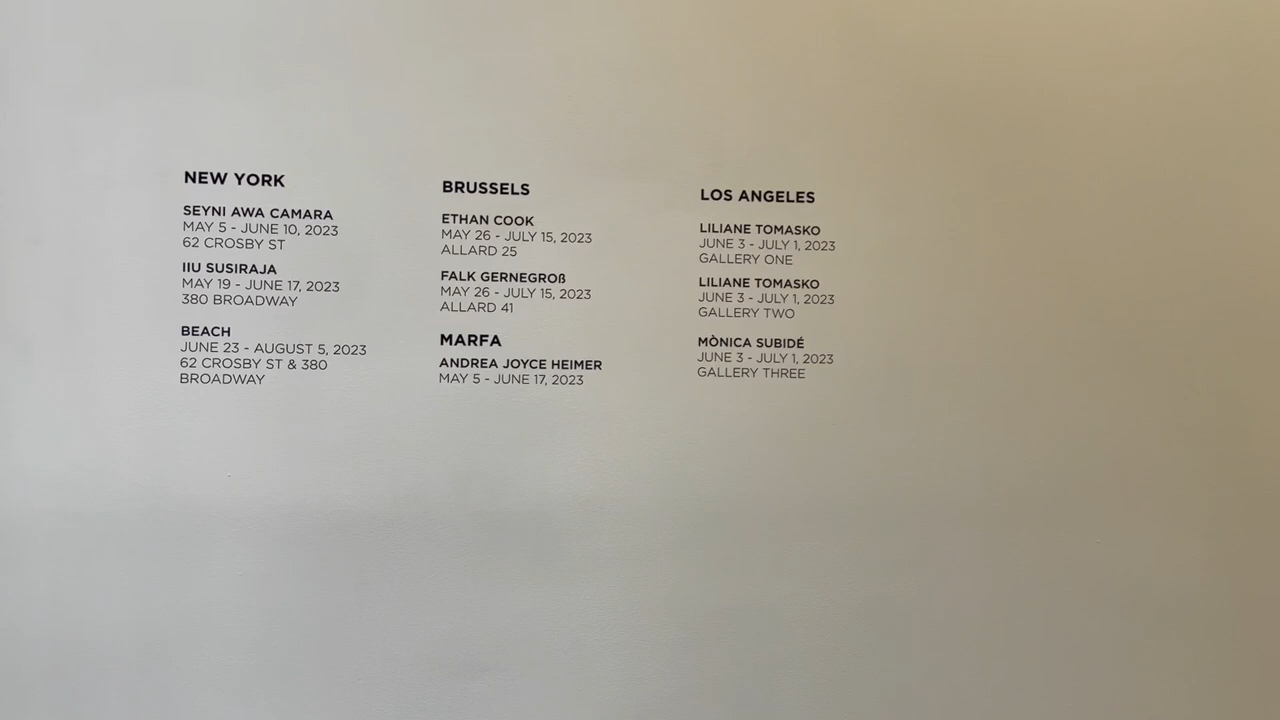 NEW YORK
SEYNI AWA CAMARA
MAY 5 - JUNE 10, 2023
62 CROSBY ST
IIU SUSIRAJA
MAY 19 - JUNE 17, 2023
380 BROADWAY
BEACH
JUNE 23 - AUGUST 5, 2023
62 CROSBY ST & 380
BROADWAY
BRUSSELS
ETHAN COOK
MAY 26 - JULY 15, 2023
ALLARD 25
FALK GERNEGROß
MAY 26 - JULY 15, 2023
ALLARD 41
MARFA
ANDREA JOYCE HEIMER
MAY 5 - JUNE 17, 2023
LOS ANGELES
LILIANE TOMASKO
JUNE 3 - JULY 1, 2023
GALLERY ONE
LILIANE TOMASKO
JUNE 3 - JULY 1, 2023
GALLERY TWO
MÒNICA SUBIDÉ
JUNE 3 - JULY 1, 2023
GALLERY THREE